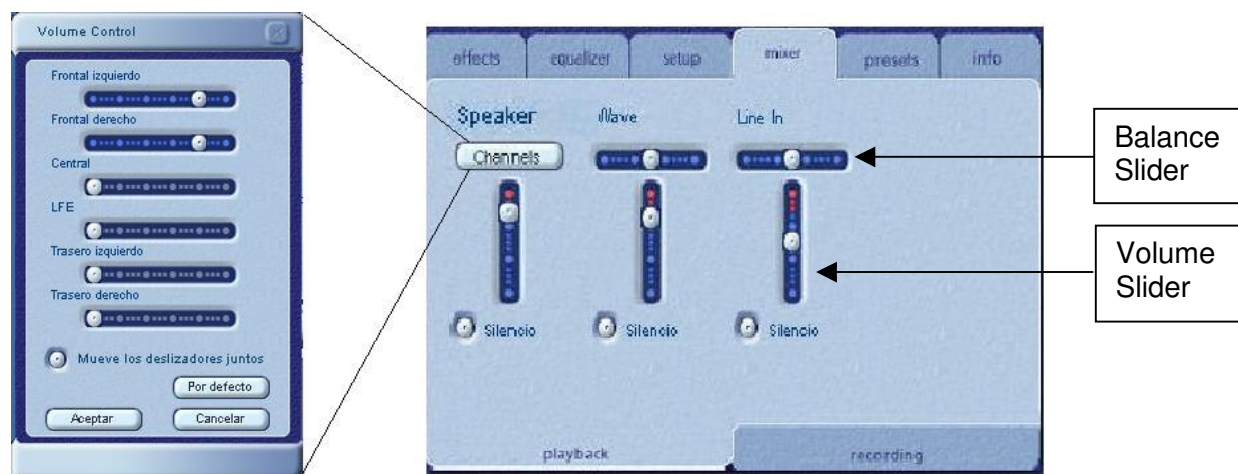 Volume Control
Frontal izquierdo
Frontal derecho
Central
LFE
Trasero izquierdo
Trasero derecho
Mueve los deslizadores juntos
Por defecto
Aceptar
Cancelar
effects
equalizer
setup
mixer
presets
info
Speaker
Wave
Line In
Channels
Silencio
Silencio
Silencio
playback
recording
Balance
Slider
Volume
Slider